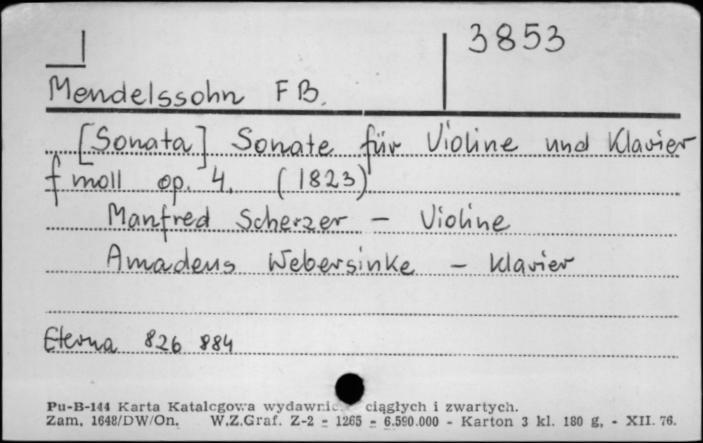 3853
Mendelssohn FB.
[Sonata] Sonate für Violine und Klavier
f moll op. 4. (1823)
Manfred Scherzer - Violine
Amadeus Webersinke - Klavier
Eterna 826 884
Pu-B-144 Karta Katalogowa ciągłych i zwartych.
Zam. 1648/DW/On. W.Z.Graf. Z-2 = 1265 = 6.590.000 - Karton 3 kl. 180 g. - XII. 76.